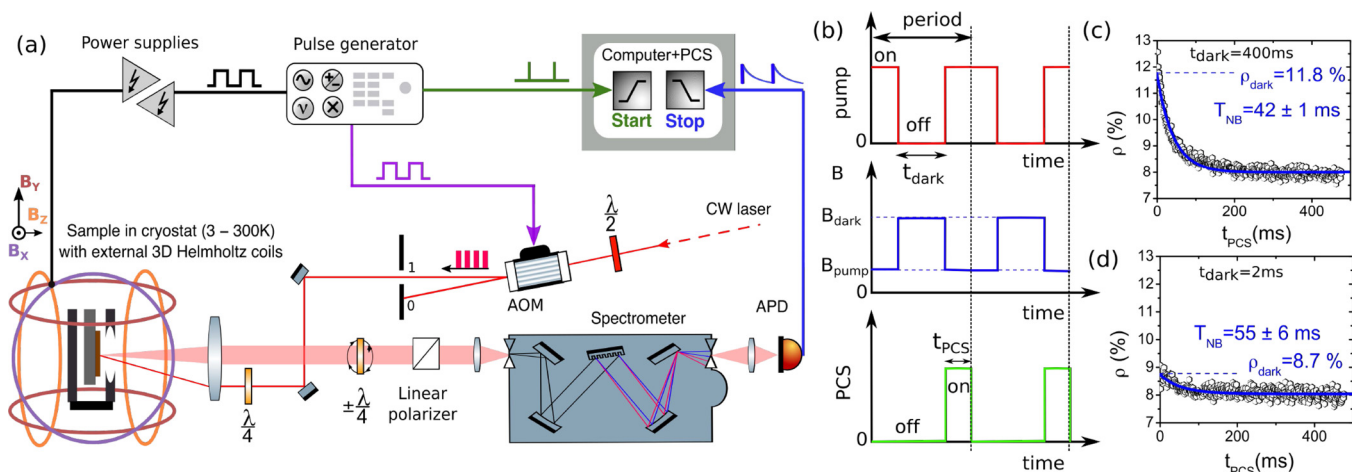 (a)
Power supplies
Pulse generator
ν
Computer+PCS
Start
Stop
B_Y
B_Z
B_X
Sample in cryostat (3 – 300K)
with external 3D Helmholtz coils
λ/2
CW laser
1
0
AOM
Spectrometer
APD
λ/4
±λ/4
Linear
polarizer
(b)
period
on
pump
off
0
time
t_dark
B
B_dark
B_pump
0
time
t_PCS
PCS
on
off
0
time
(c)
13
12
11
10
9
8
7
ρ (%)
t_dark=400ms
ρ_dark=11.8 %
T_NB=42 ± 1 ms
0
200
400
t_PCS(ms)
(d)
13
12
11
10
9
8
7
ρ (%)
t_dark=2ms
T_NB=55 ± 6 ms
ρ_dark=8.7 %
0
200
400
t_PCS(ms)